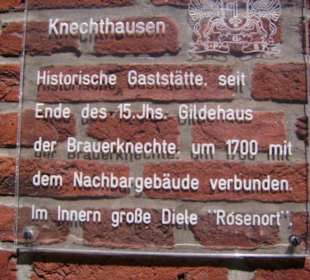 Knechthausen
Historische Gaststätte, seit
Ende des 15.Jhs. Gildehaus
der Brauerknechte, um 1700 mit
dem Nachbargebäude verbunden.
Im Innern große Diele "Rosenort".